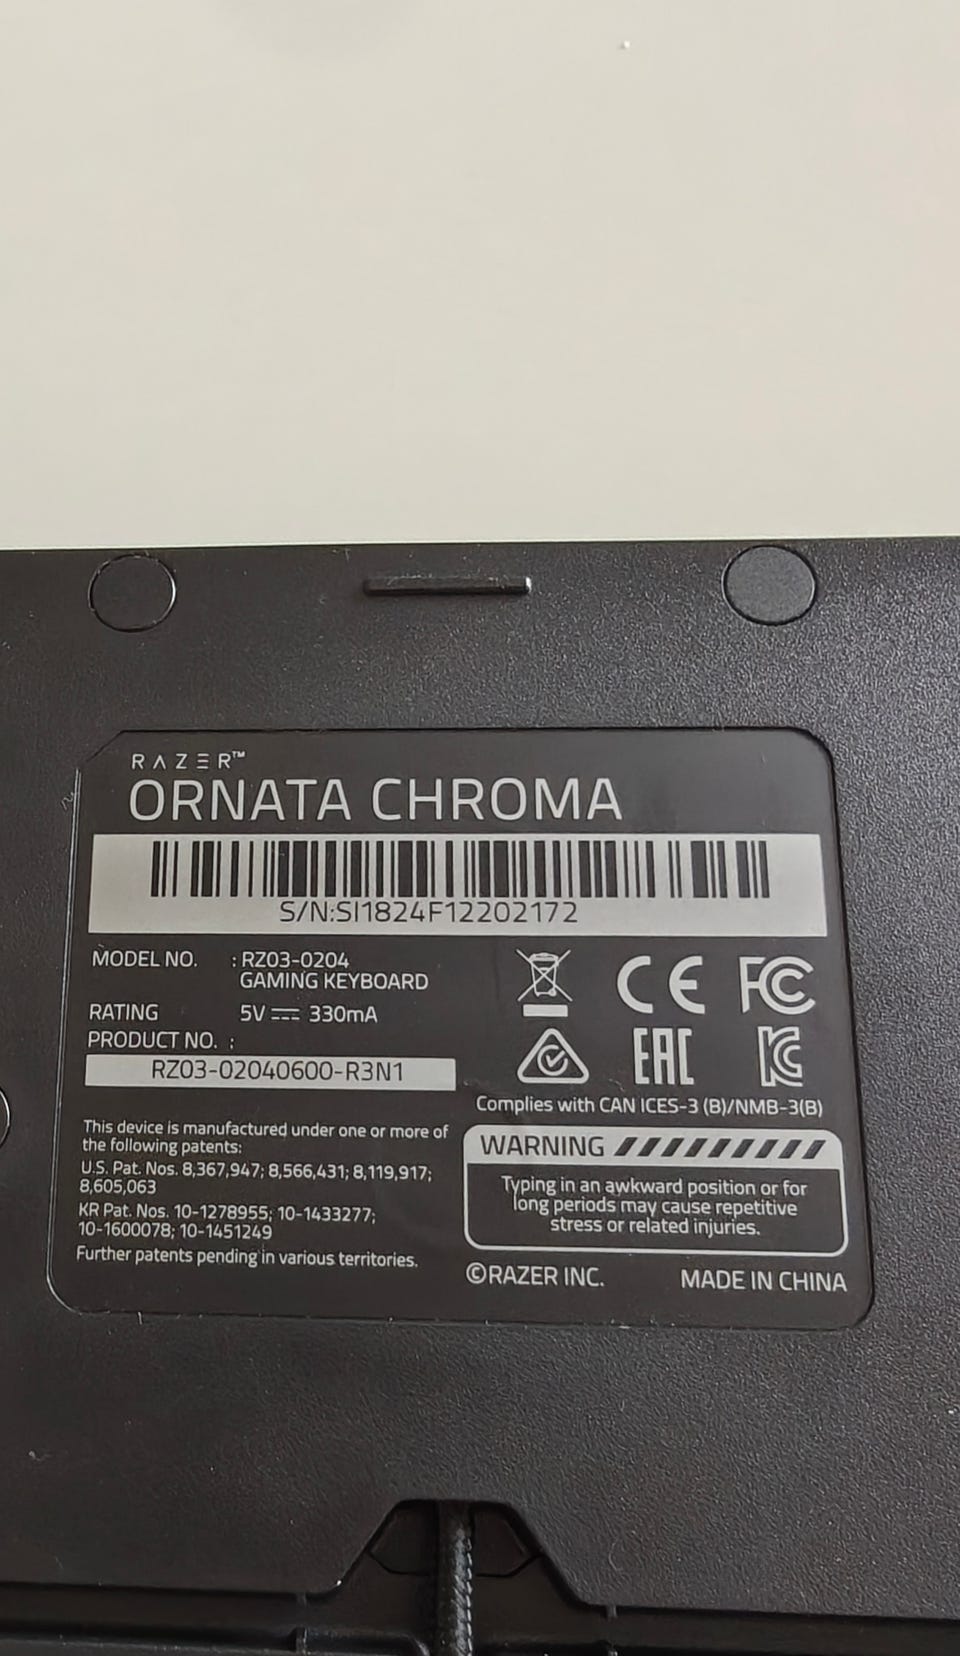 RAZER™
ORNATA CHROMA
S/N:SI1824F12202172
MODEL NO. : RZ03-0204
GAMING KEYBOARD
RATING 5V ⎓ 330mA
PRODUCT NO. :
RZ03-02040600-R3N1
CE FC
EAC KC
Complies with CAN ICES-3 (B)/NMB-3(B)
This device is manufactured under one or more of
the following patents:
U.S. Pat. Nos. 8,367,947; 8,566,431; 8,119,917;
8,605,063
KR Pat. Nos. 10-1278955; 10-1433277;
10-1600078; 10-1451249
Further patents pending in various territories.
WARNING
Typing in an awkward position or for
long periods may cause repetitive
stress or related injuries.
©RAZER INC. MADE IN CHINA